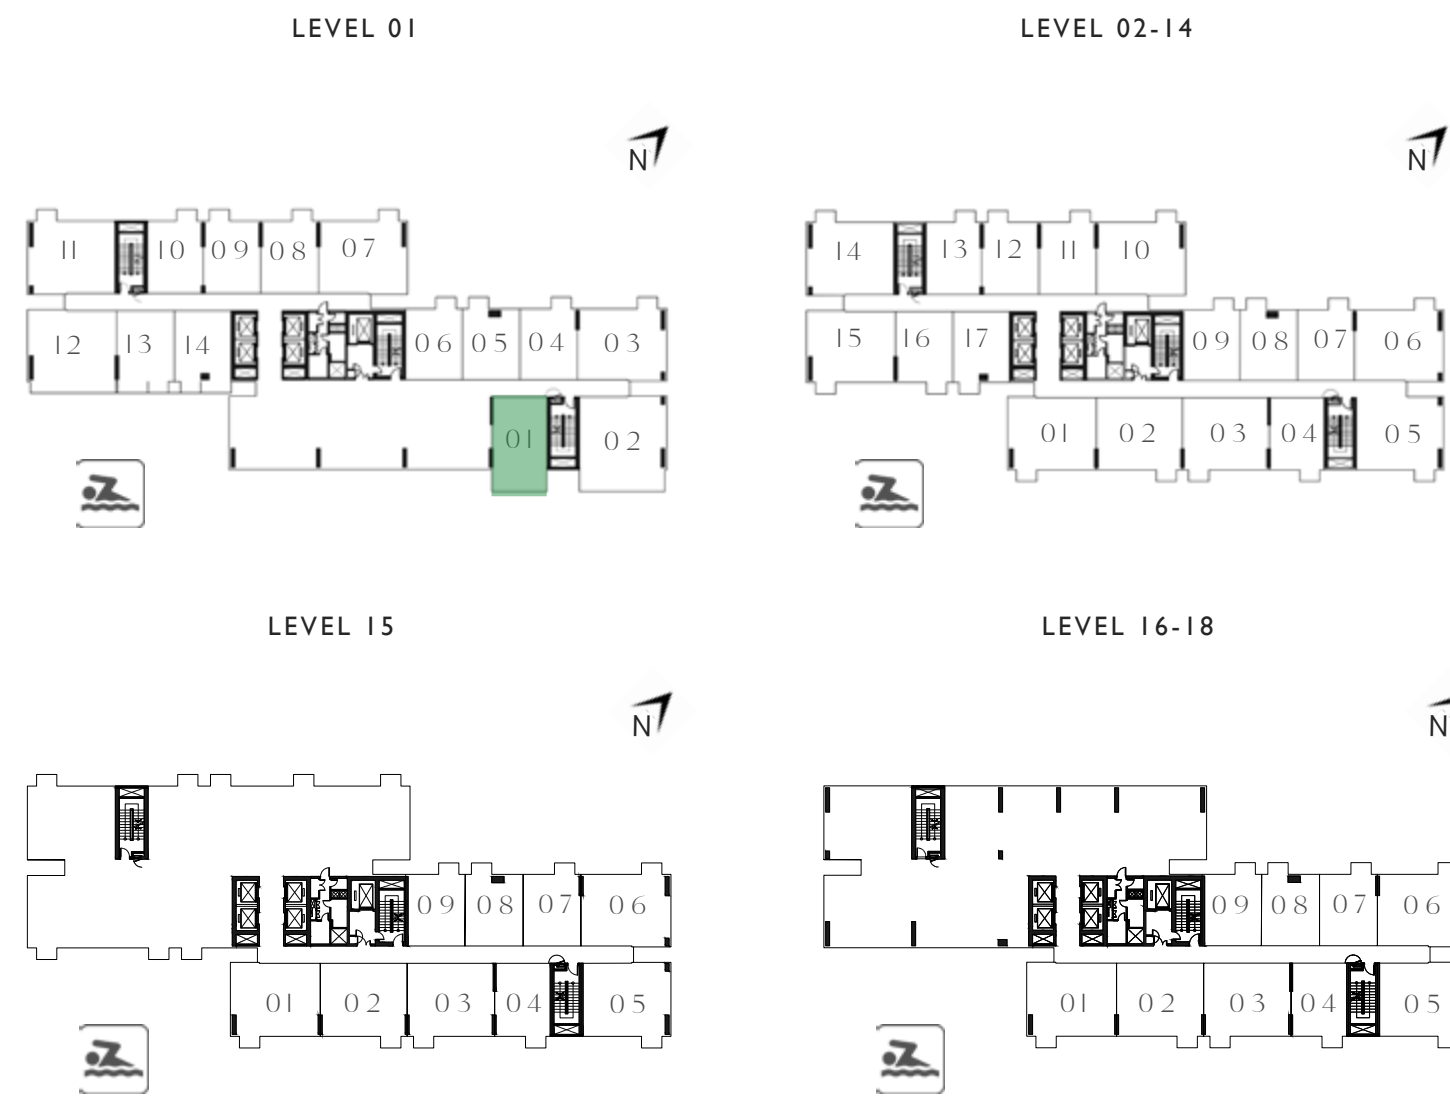 LEVEL 01
LEVEL 02-14
N
N
11 10 09 08 07
14 13 12 11 10
12 13 14 06 05 04 03
15 16 17 09 08 07 06
01 02
01 02 03 04 05
LEVEL 15
LEVEL 16-18
N
N
09 08 07 06
09 08 07 06
01 02 03 04 05
01 02 03 04 05